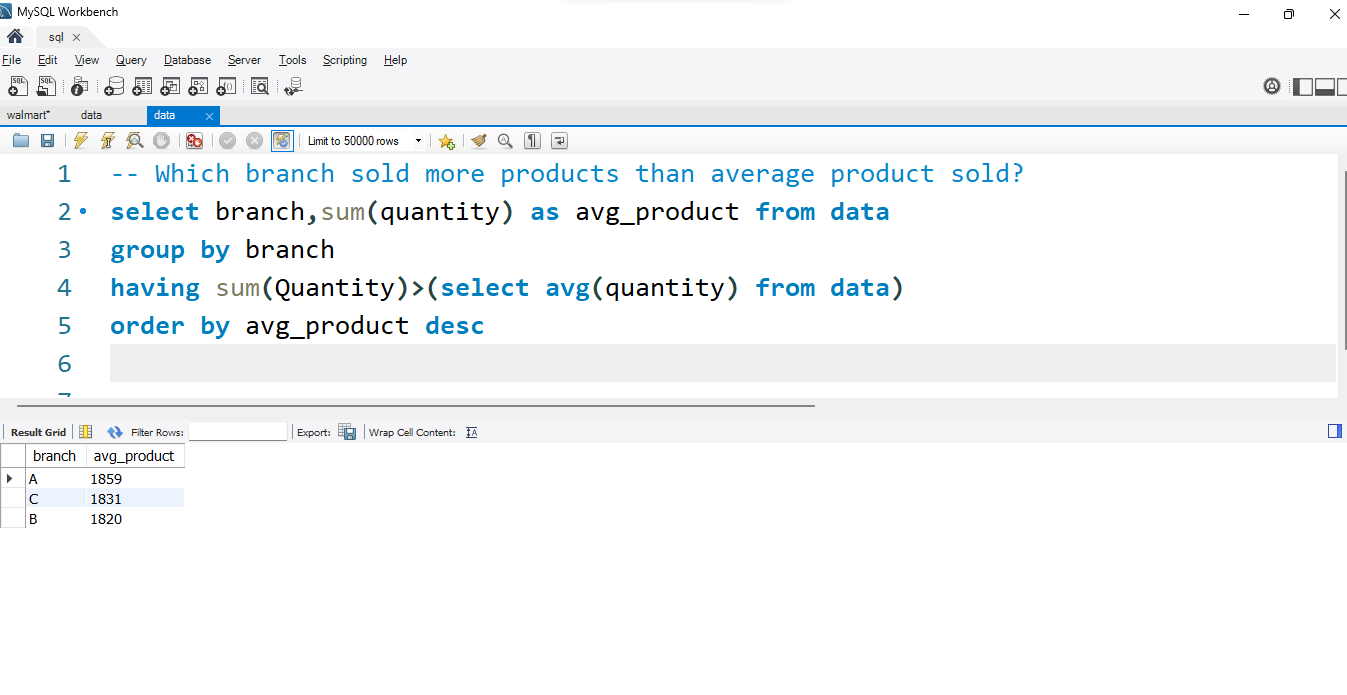 MySQL Workbench
sql
File Edit View Query Database Server Tools Scripting Help
walmart* data data
Limit to 50000 rows
1 -- Which branch sold more products than average product sold?
2 select branch,sum(quantity) as avg_product from data
3 group by branch
4 having sum(Quantity)>(select avg(quantity) from data)
5 order by avg_product desc
6
Result Grid Filter Rows: Export: Wrap Cell Content:
branch avg_product
A 1859
C 1831
B 1820